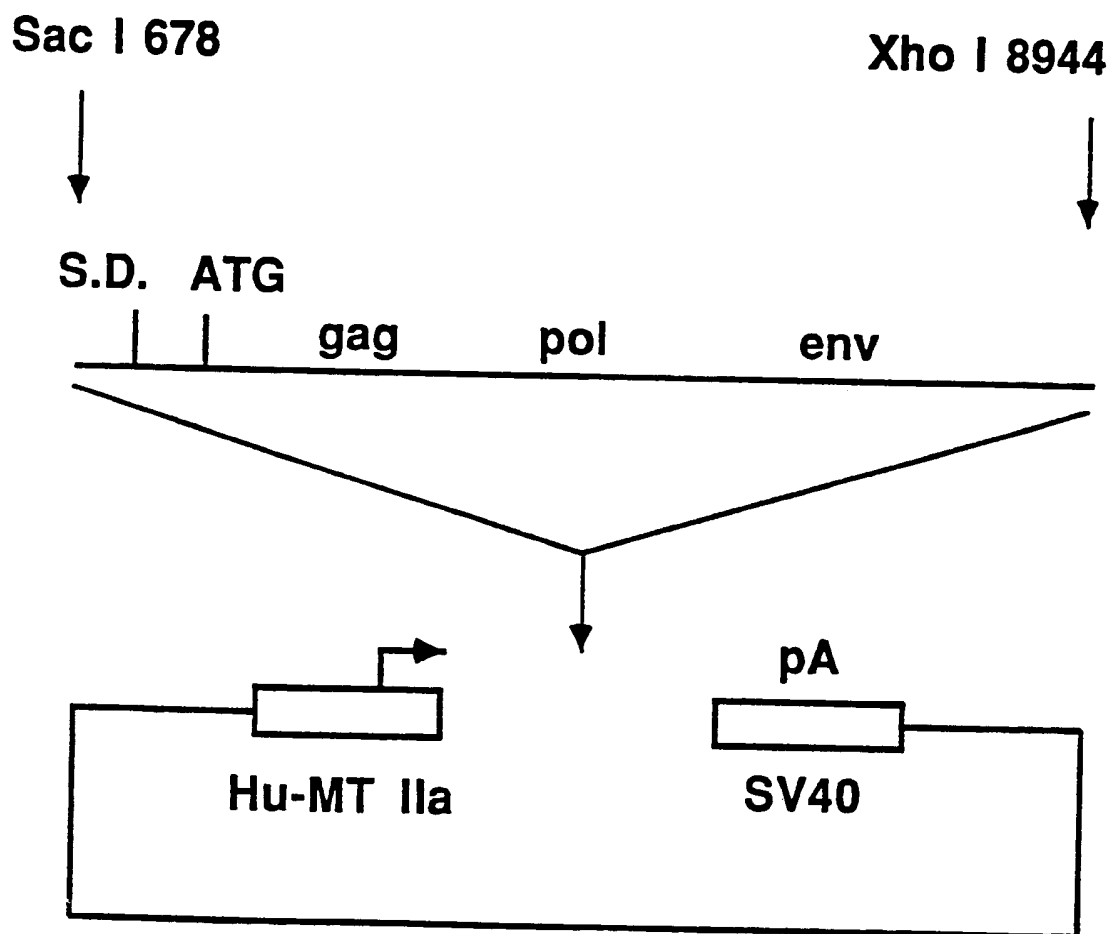 Sac I 678
Xho I 8944
S.D. ATG
gag pol env
pA
Hu-MT IIa
SV40